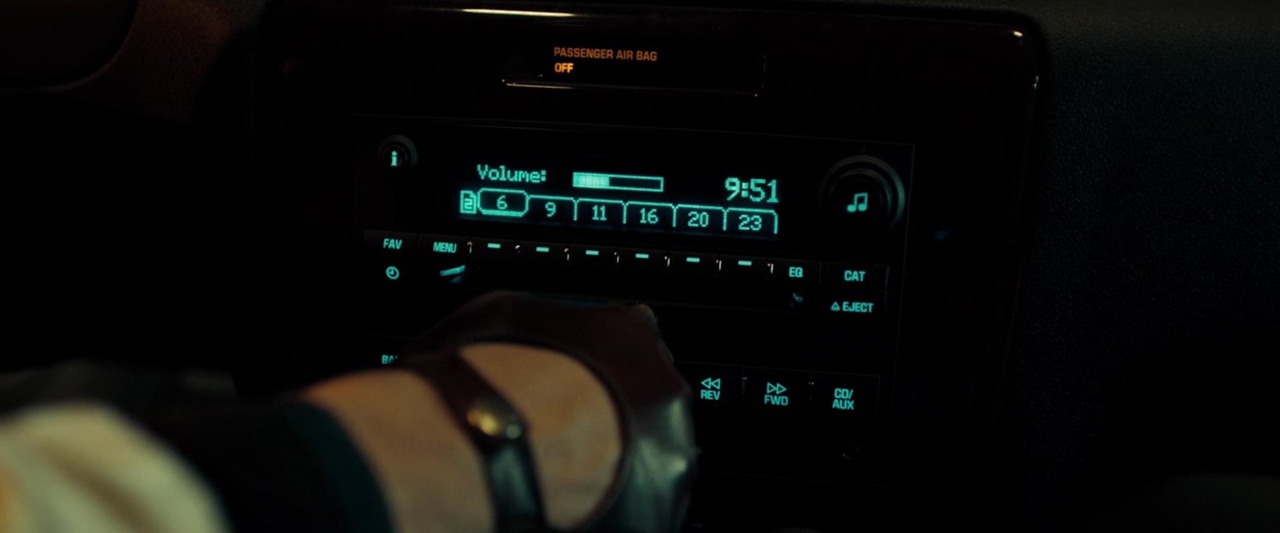 PASSENGER AIR BAG
OFF
i
Volume: 9:51
2 6 9 11 16 20 23
FAV MENU EQ CAT
EJECT
REV FWD CD/
AUX